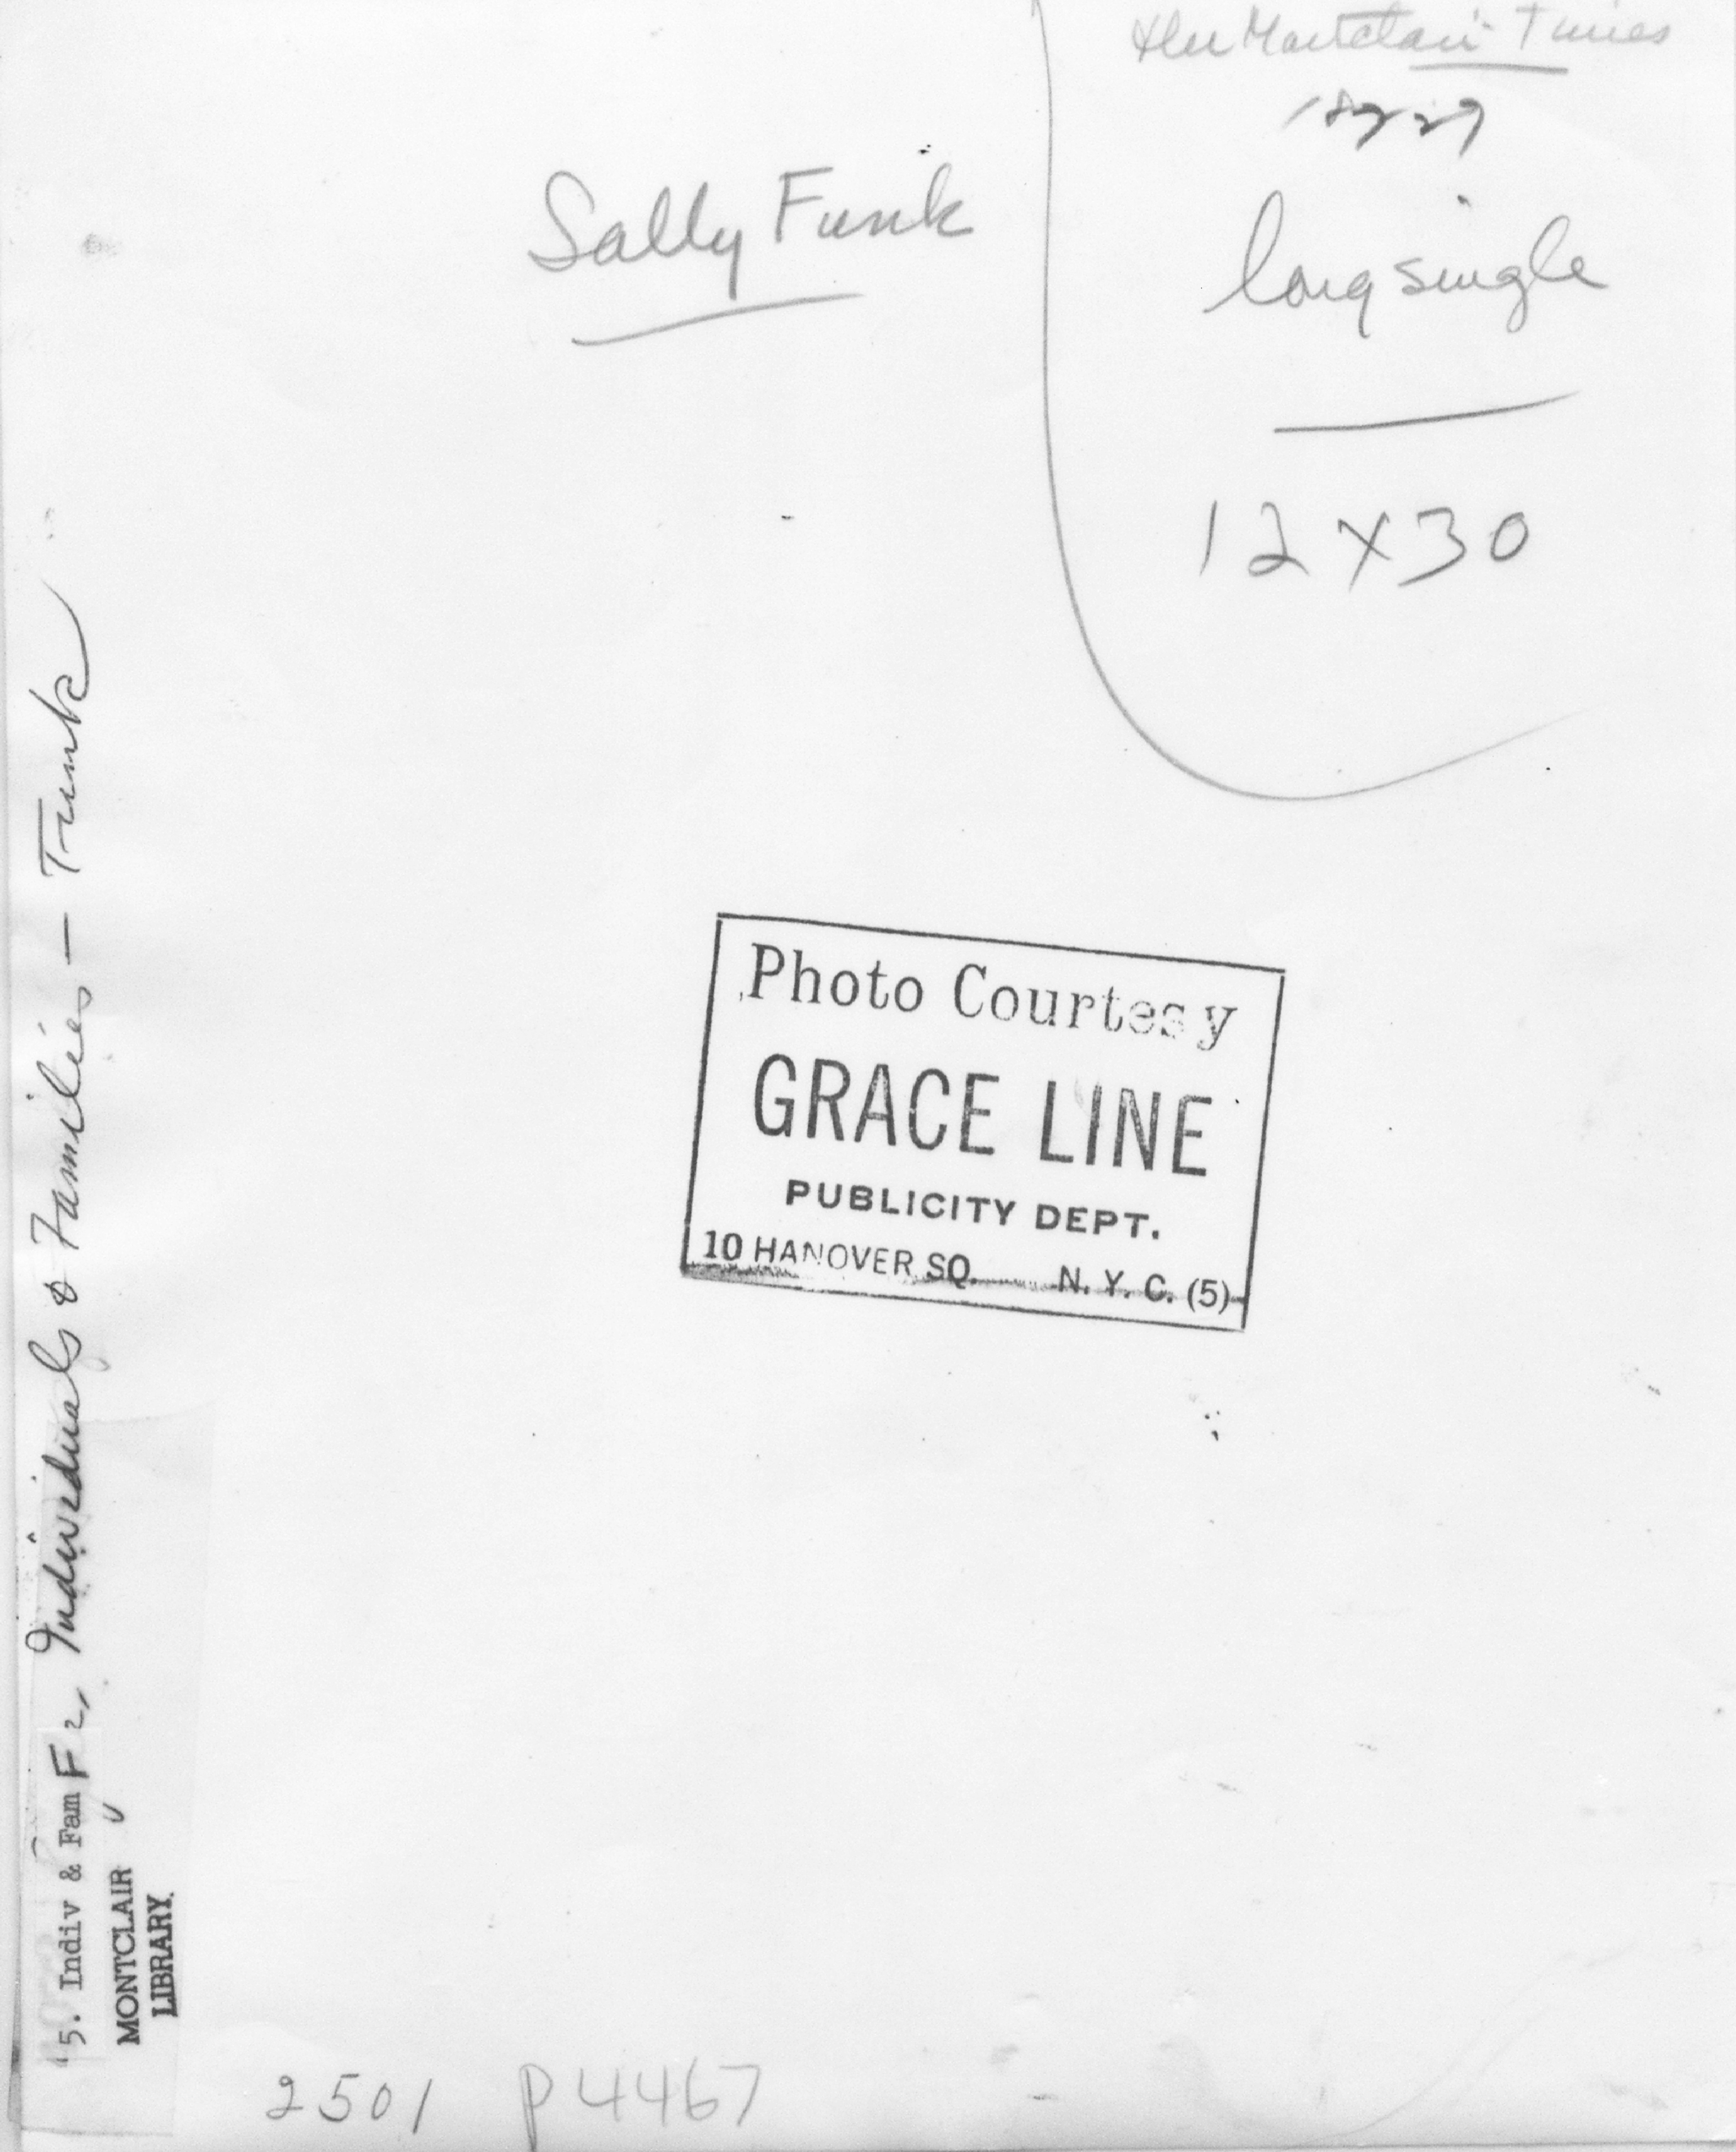 The Montclair Times
Sally Funk
long single
12 x 30
Photo Courtesy
GRACE LINE
PUBLICITY DEPT.
10 HANOVER SQ. N. Y. C. (5)
5. Indiv & Fam F2, Individuals & Families - Funk
MONTCLAIR
LIBRARY.
2501 P4467